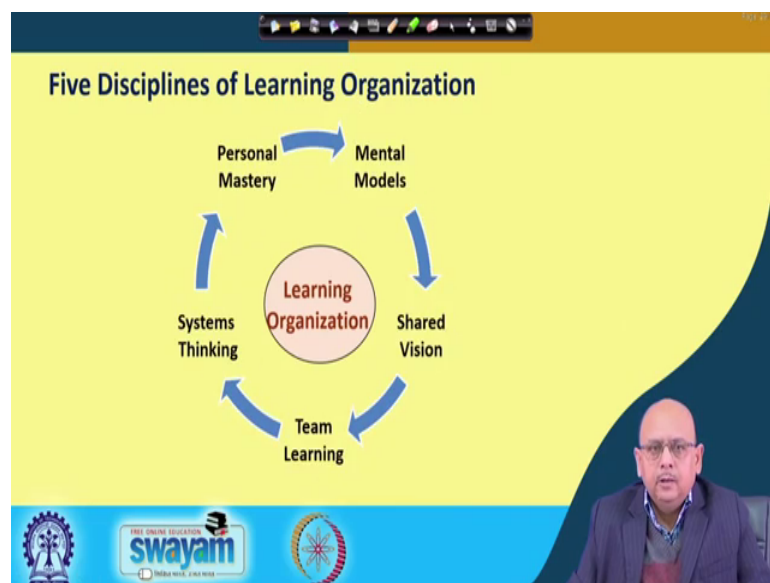 Five Disciplines of Learning Organization
Personal
Mastery
Mental
Models
Learning
Organization
Systems
Thinking
Shared
Vision
Team
Learning
FREE ONLINE EDUCATION
swayam